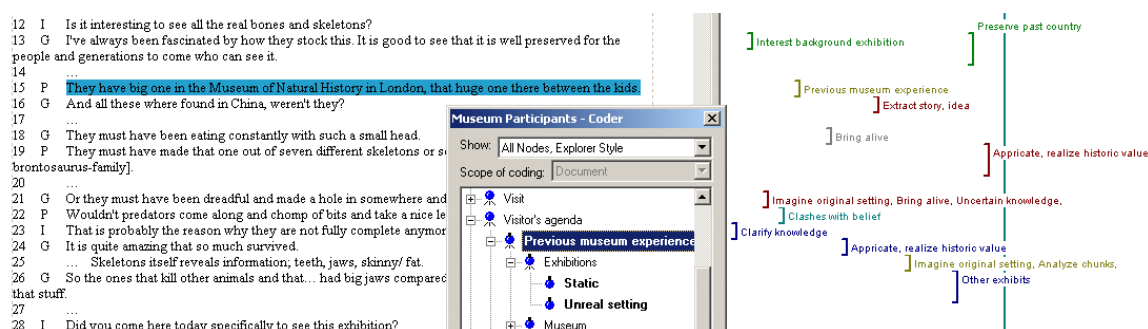 12 I Is it interesting to see all the real bones and skeletons?
13 G I've always been fascinated by how they stock this. It is good to see that it is well preserved for the
people and generations to come who can see it.
14 ...
15 P They have big one in the Museum of Natural History in London, that huge one there between the kids.
16 G And all these where found in China, weren't they?
17 ...
18 G They must have been eating constantly with such a small head.
19 P They must have made that one out of seven different skeletons or
brontosaurus-family].
20 ...
21 G Or they must have been dreadful and made a hole in somewhere and
22 P Wouldn't predators come along and chomp of bits and take a nice
23 I That is probably the reason why they are not fully complete
24 G It is quite amazing that so much survived.
25 ... Skeletons itself reveals information; teeth, jaws, skinny/ fat.
26 G So the ones that kill other animals and that... had big jaws compared
that stuff.
27 ...
28 I Did you come here today specifically to see this exhibition?
Museum Participants - Coder
Show: All Nodes, Explorer Style
Scope of coding: Document
Visit
Visitor's agenda
Previous museum experience
Exhibitions
Static
Unreal setting
Museum
Preserve past country
Interest background exhibition
Previous museum experience
Extract story, idea
Bring alive
Appricate, realize historic value
Imagine original setting, Bring alive, Uncertain knowledge,
Clashes with belief
Clarify knowledge
Appricate, realize historic value
Imagine original setting, Analyze chunks,
Other exhibits